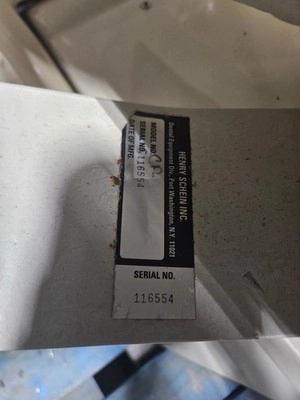 HENRY SCHEIN INC.
Dental Equipment Div., Port Washington, N.Y. 11021
MODEL NO.
SERIAL NO. 116554
DATE OF MFG.
SERIAL NO.
116554